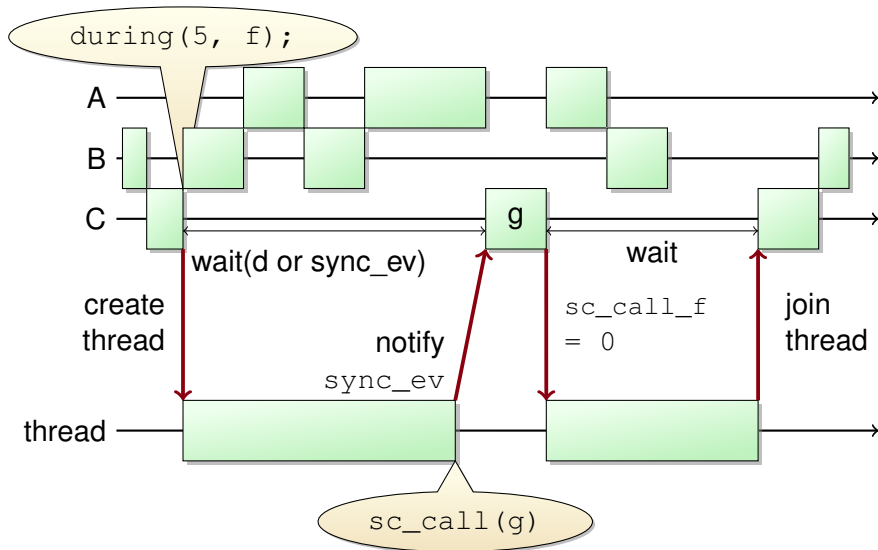 during(5, f);
A
B
C
g
wait(d or sync_ev)
wait
create
thread
notify
sync_ev
sc_call_f
= 0
join
thread
thread
sc_call(g)